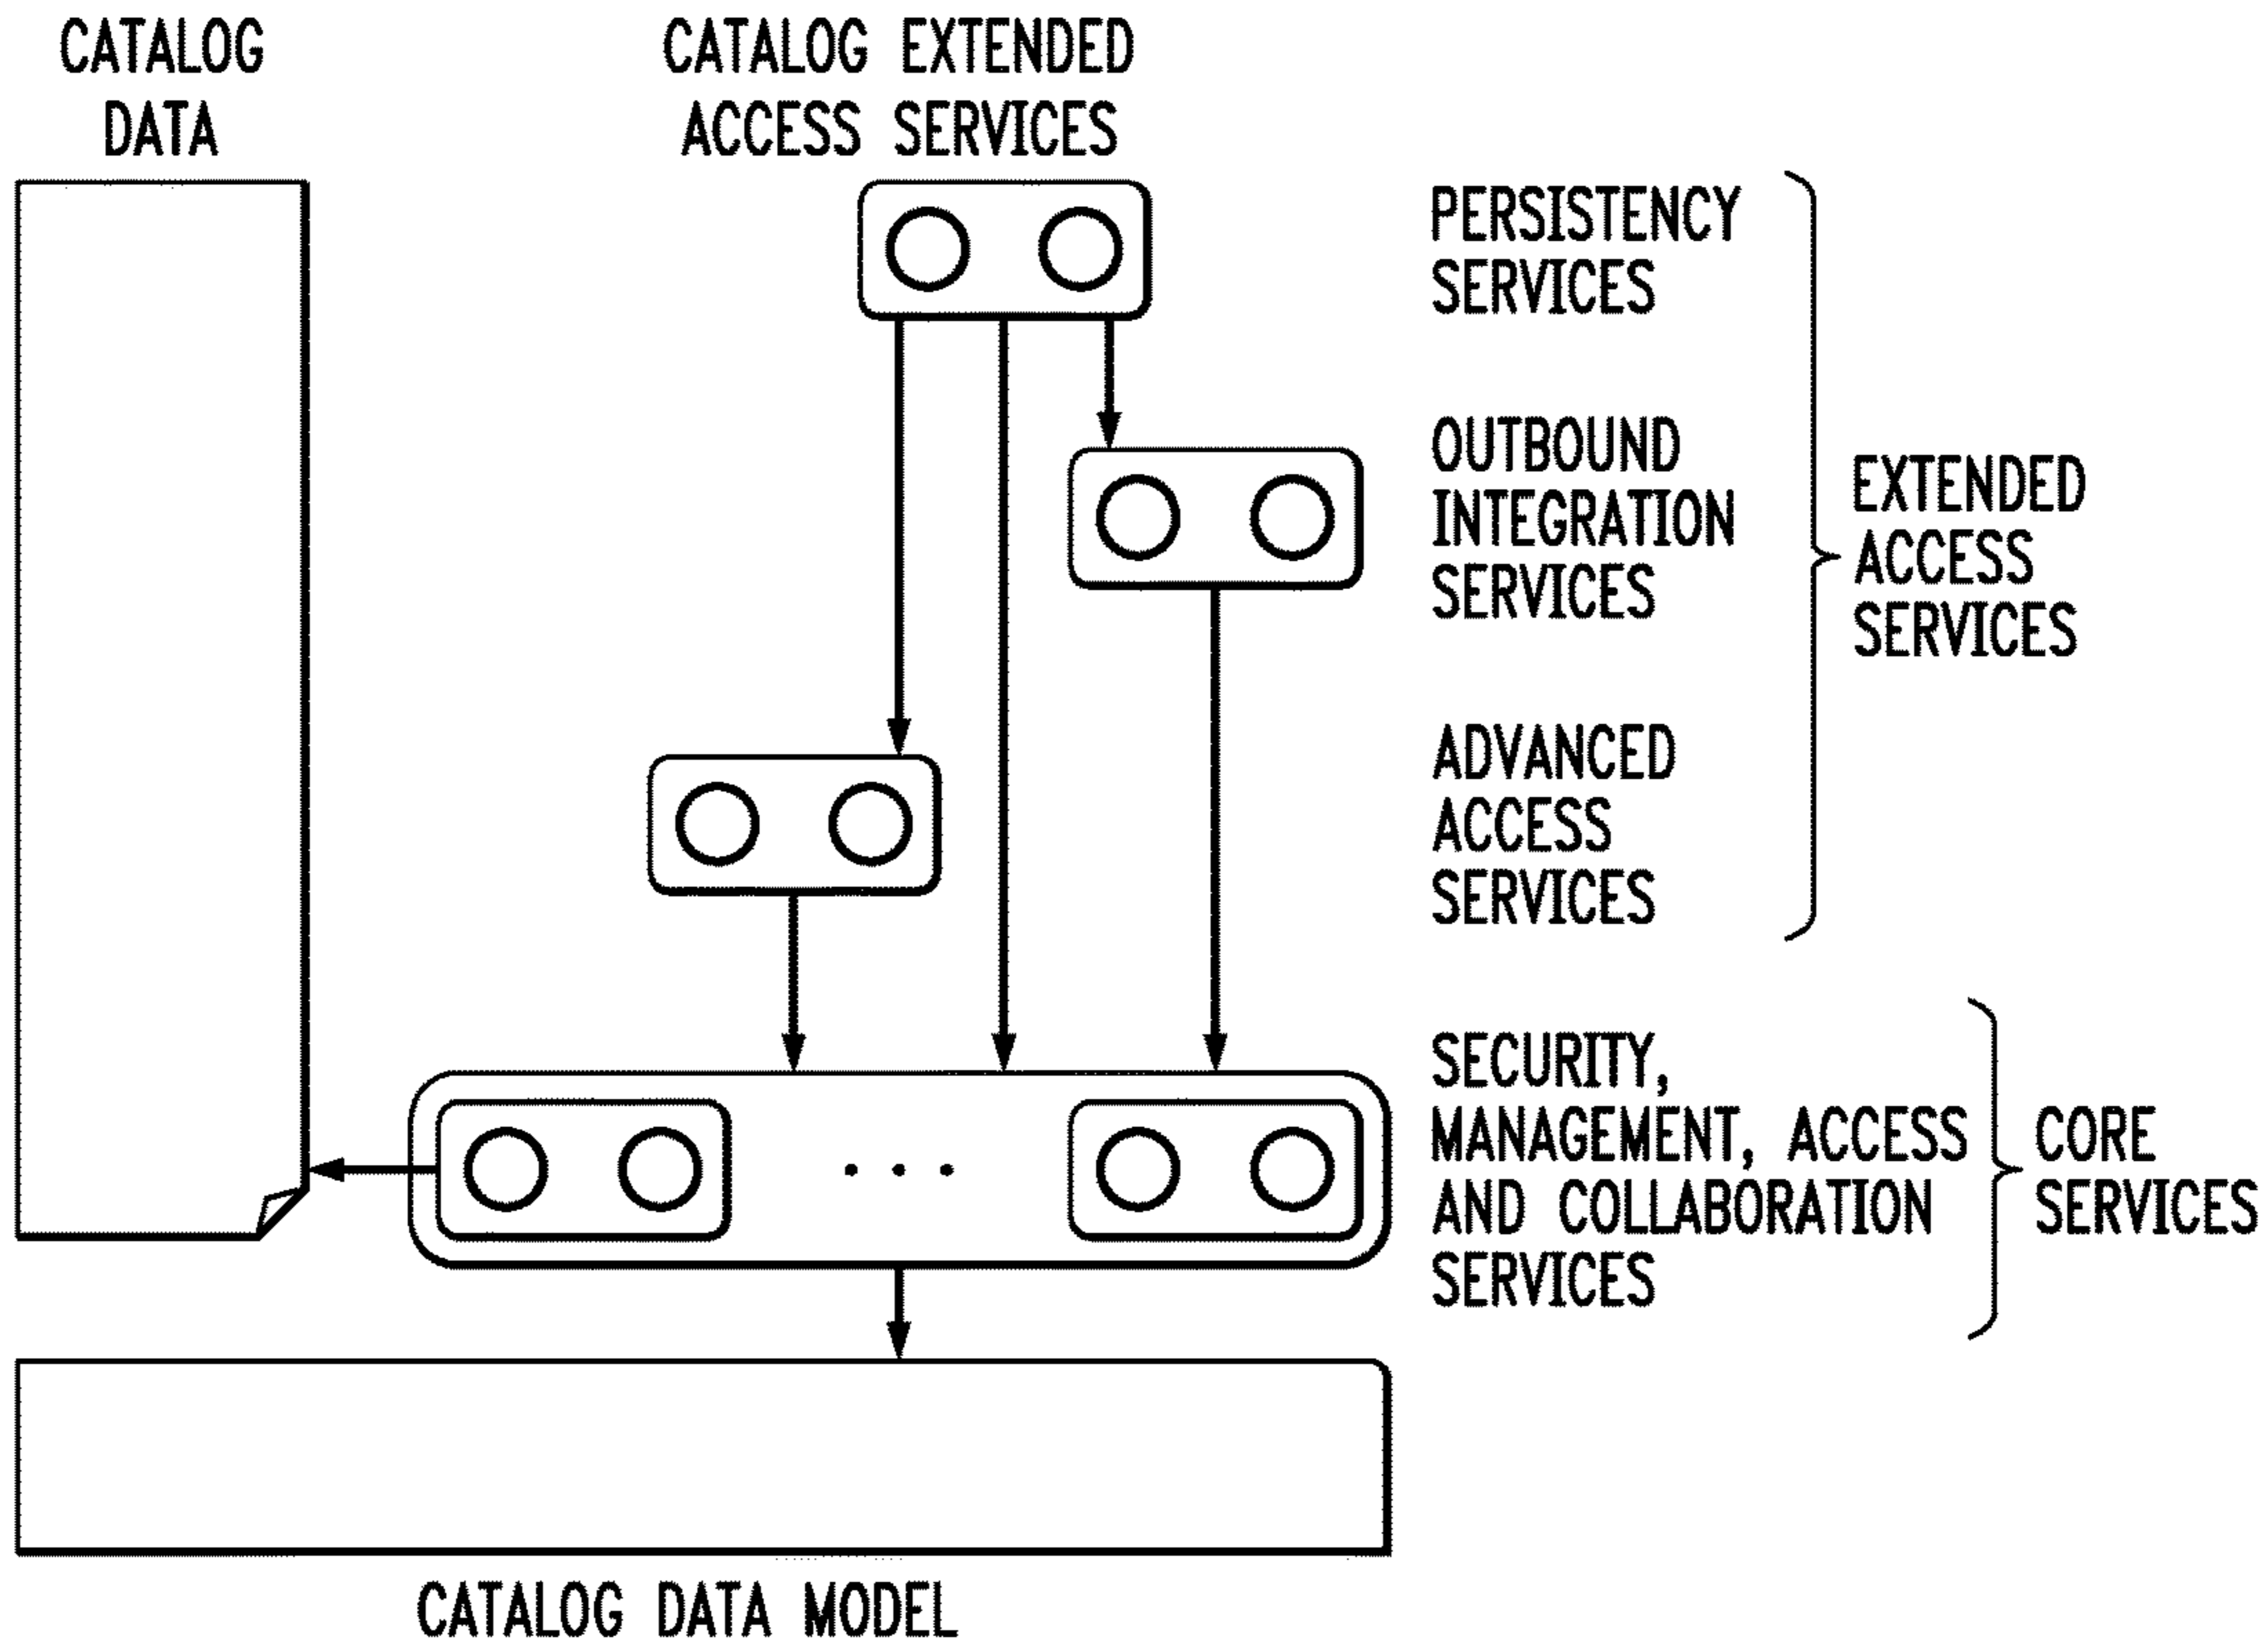 CATALOG
DATA
CATALOG EXTENDED
ACCESS SERVICES
PERSISTENCY
SERVICES
OUTBOUND
INTEGRATION
SERVICES
ADVANCED
ACCESS
SERVICES
EXTENDED
ACCESS
SERVICES
SECURITY,
MANAGEMENT, ACCESS
AND COLLABORATION
SERVICES
CORE
SERVICES
CATALOG DATA MODEL